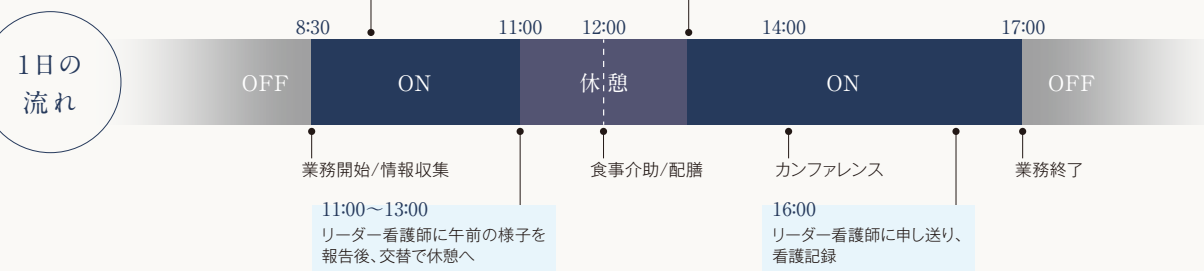 1日の
流れ
8:30
11:00
12:00
14:00
17:00
OFF
ON
休憩
ON
OFF
業務開始/情報収集
食事介助/配膳
カンファレンス
業務終了
11:00～13:00
リーダー看護師に午前の様子を
報告後、交替で休憩へ
16:00
リーダー看護師に申し送り、
看護記録